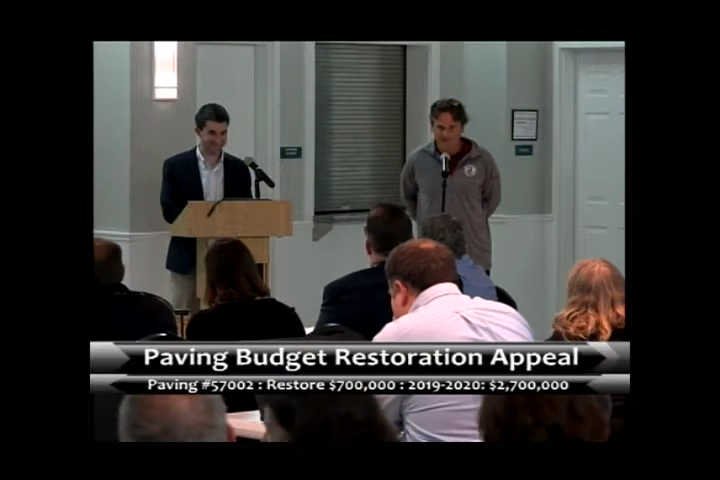 Paving Budget Restoration Appeal
Paving #57002 : Restore $700,000 : 2019-2020: $2,700,000